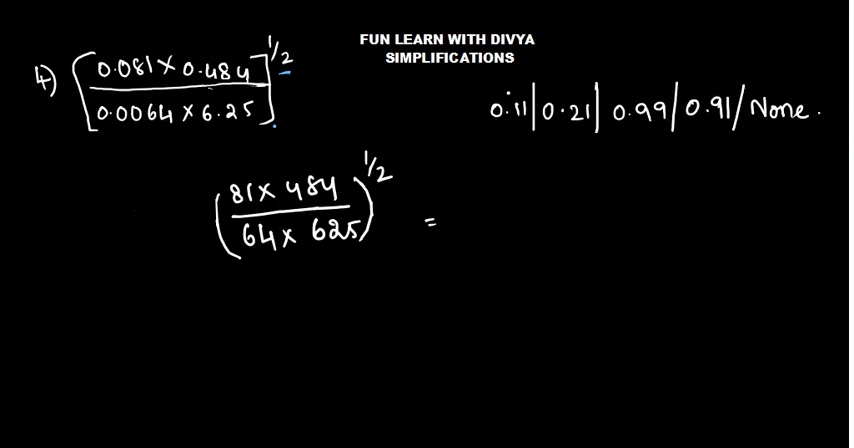 FUN LEARN WITH DIVYA
SIMPLIFICATIONS
4) [0.081 × 0.484 / 0.0064 × 6.25]^1/2
0.11 | 0.21 | 0.99 / 0.91 / None.
(81 × 484 / 64 × 625)^1/2 =